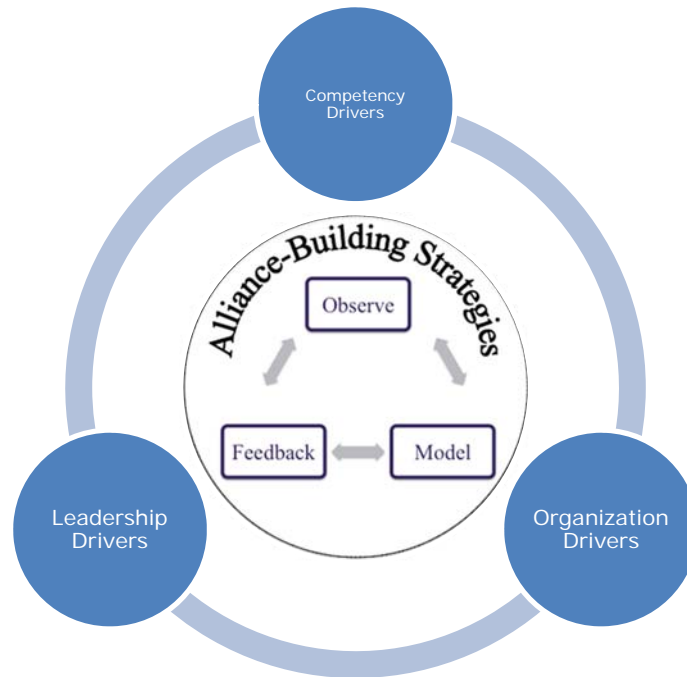 Competency
Drivers
Alliance-Building Strategies
Observe
Feedback
Model
Leadership
Drivers
Organization
Drivers